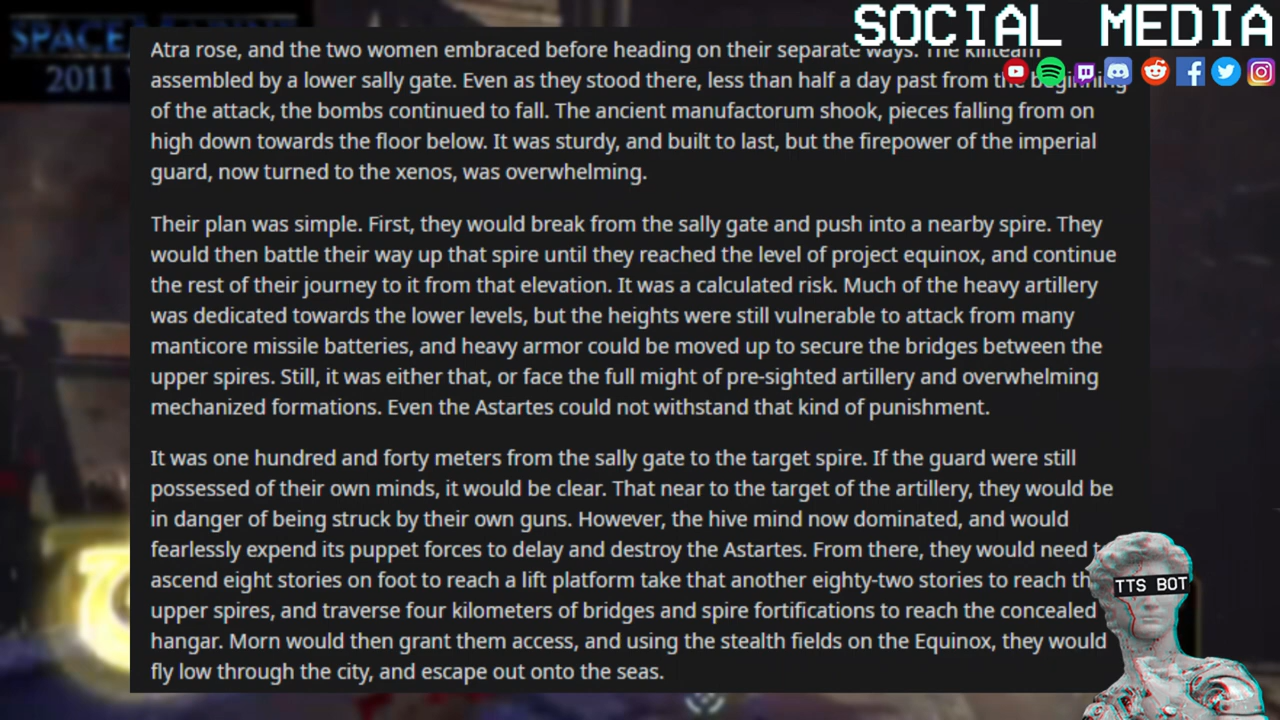 SPACE
2011
SOCIAL MEDIA
Atra rose, and the two women embraced before heading on their separate ways. The killteam
assembled by a lower sally gate. Even as they stood there, less than half a day past from the beginning
of the attack, the bombs continued to fall. The ancient manufactorum shook, pieces falling from on
high down towards the floor below. It was sturdy, and built to last, but the firepower of the imperial
guard, now turned to the xenos, was overwhelming.
Their plan was simple. First, they would break from the sally gate and push into a nearby spire. They
would then battle their way up that spire until they reached the level of project equinox, and continue
the rest of their journey to it from that elevation. It was a calculated risk. Much of the heavy artillery
was dedicated towards the lower levels, but the heights were still vulnerable to attack from many
manticore missile batteries, and heavy armor could be moved up to secure the bridges between the
upper spires. Still, it was either that, or face the full might of pre-sighted artillery and overwhelming
mechanized formations. Even the Astartes could not withstand that kind of punishment.
It was one hundred and forty meters from the sally gate to the target spire. If the guard were still
possessed of their own minds, it would be clear. That near to the target of the artillery, they would be
in danger of being struck by their own guns. However, the hive mind now dominated, and would
fearlessly expend its puppet forces to delay and destroy the Astartes. From there, they would need t
ascend eight stories on foot to reach a lift platform take that another eighty-two stories to reach th
upper spires, and traverse four kilometers of bridges and spire fortifications to reach the concealed
hangar. Morn would then grant them access, and using the stealth fields on the Equinox, they would
fly low through the city, and escape out onto the seas.
TTS BOT